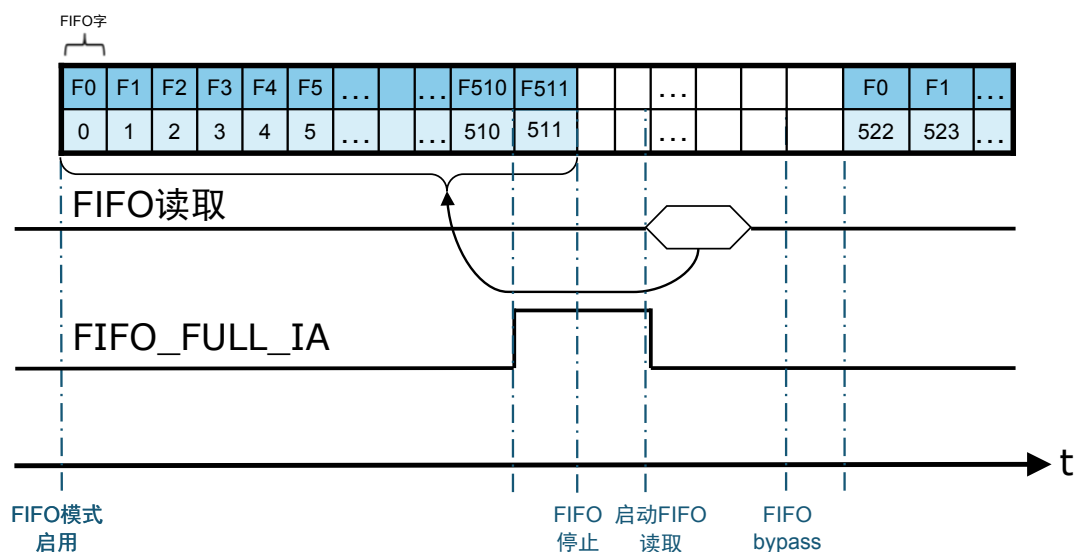 FIFO字
F0 F1 F2 F3 F4 F5 ... ... F510 F511 ... F0 F1 ...
0 1 2 3 4 5 ... ... 510 511 ... 522 523 ...
FIFO读取
FIFO_FULL_IA
t
FIFO模式
启用
FIFO
停止
启动FIFO
读取
FIFO
bypass